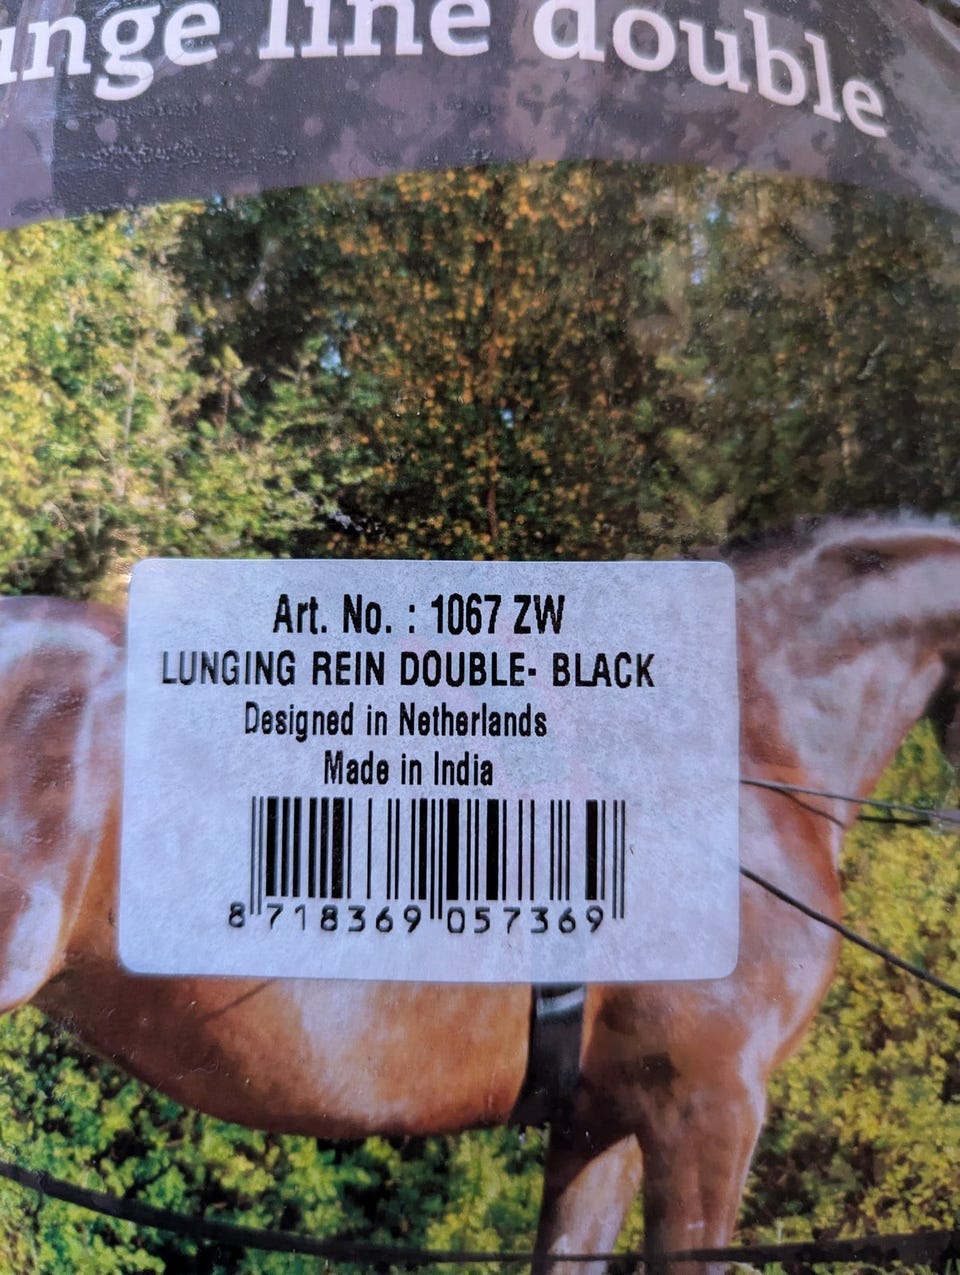 line double
Art. No. : 1067 ZW
LUNGING REIN DOUBLE- BLACK
Designed in Netherlands
Made in India
8 718369 057369